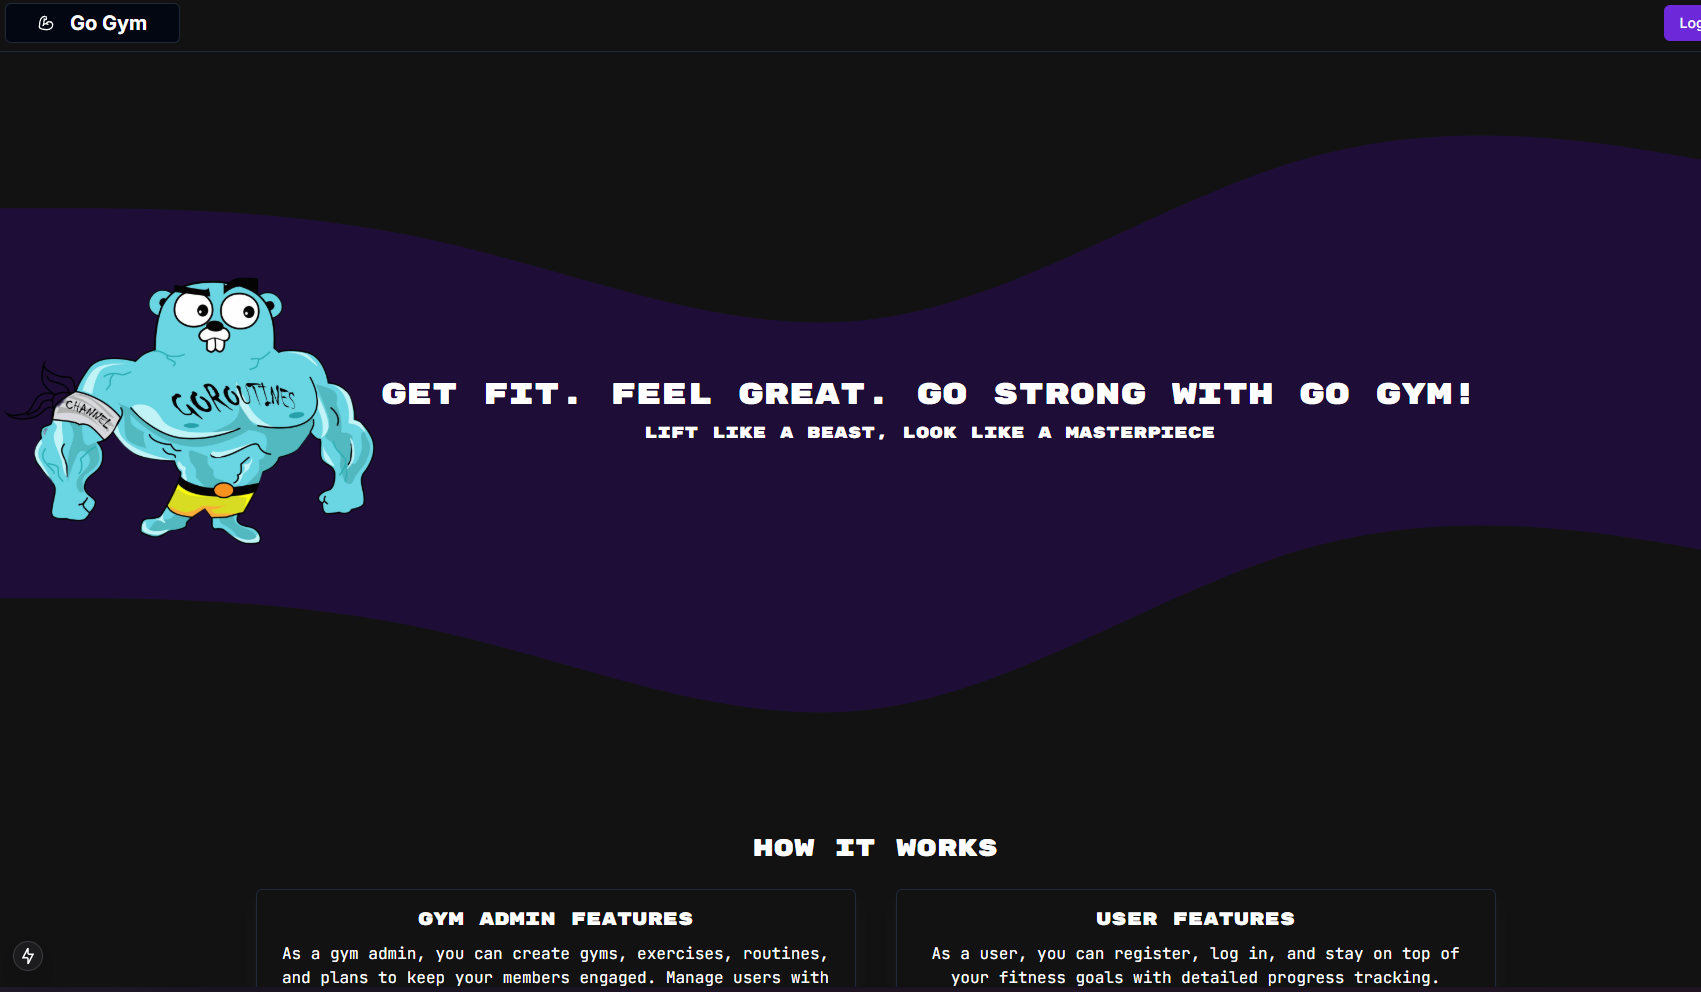 Go Gym
Log
GOROUTINES
CHANNEL
GET FIT. FEEL GREAT. GO STRONG WITH GO GYM!
LIFT LIKE A BEAST, LOOK LIKE A MASTERPIECE
HOW IT WORKS
GYM ADMIN FEATURES
As a gym admin, you can create gyms, exercises, routines,
and plans to keep your members engaged. Manage users with
USER FEATURES
As a user, you can register, log in, and stay on top of
your fitness goals with detailed progress tracking.